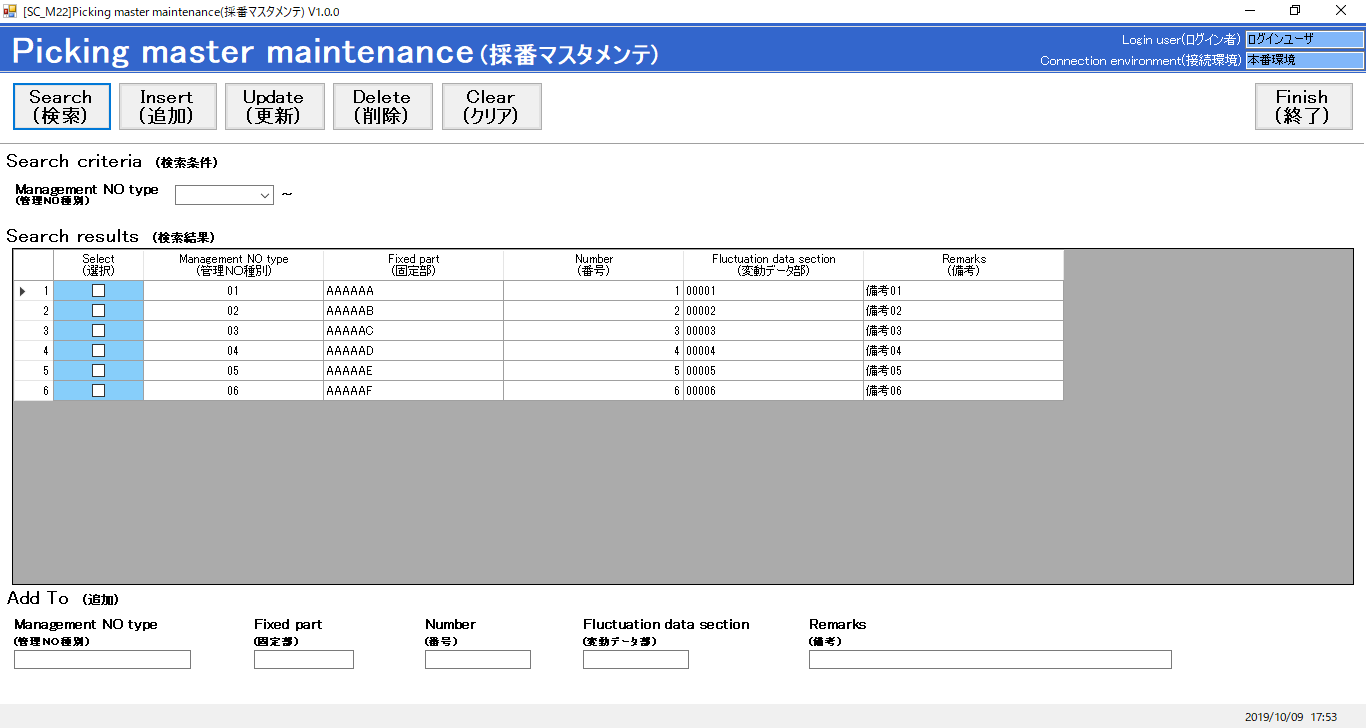 [SC_M22]Picking master maintenance(採番マスタメンテ) V1.0.0
Picking master maintenance (採番マスタメンテ)
Login user(ログイン者) ログインユーザ
Connection environment(接続環境) 本番環境
Search Insert Update Delete Clear Finish
(検索) (追加) (更新) (削除) (クリア) (終了)
Search criteria (検索条件)
Management NO type ~
(管理NO種別)
Search results (検索結果)
Select Management NO type Fixed part Number Fluctuation data section Remarks
(選択) (管理NO種別) (固定部) (番号) (変動データ部) (備考)
1 01 AAAAAA 1 00001 備考01
2 02 AAAAAB 2 00002 備考02
3 03 AAAAAC 3 00003 備考03
4 04 AAAAAD 4 00004 備考04
5 05 AAAAAE 5 00005 備考05
6 06 AAAAAF 6 00006 備考06
Add To (追加)
Management NO type Fixed part Number Fluctuation data section Remarks
(管理NO種別) (固定部) (番号) (変動データ部) (備考)
2019/10/09 17:53